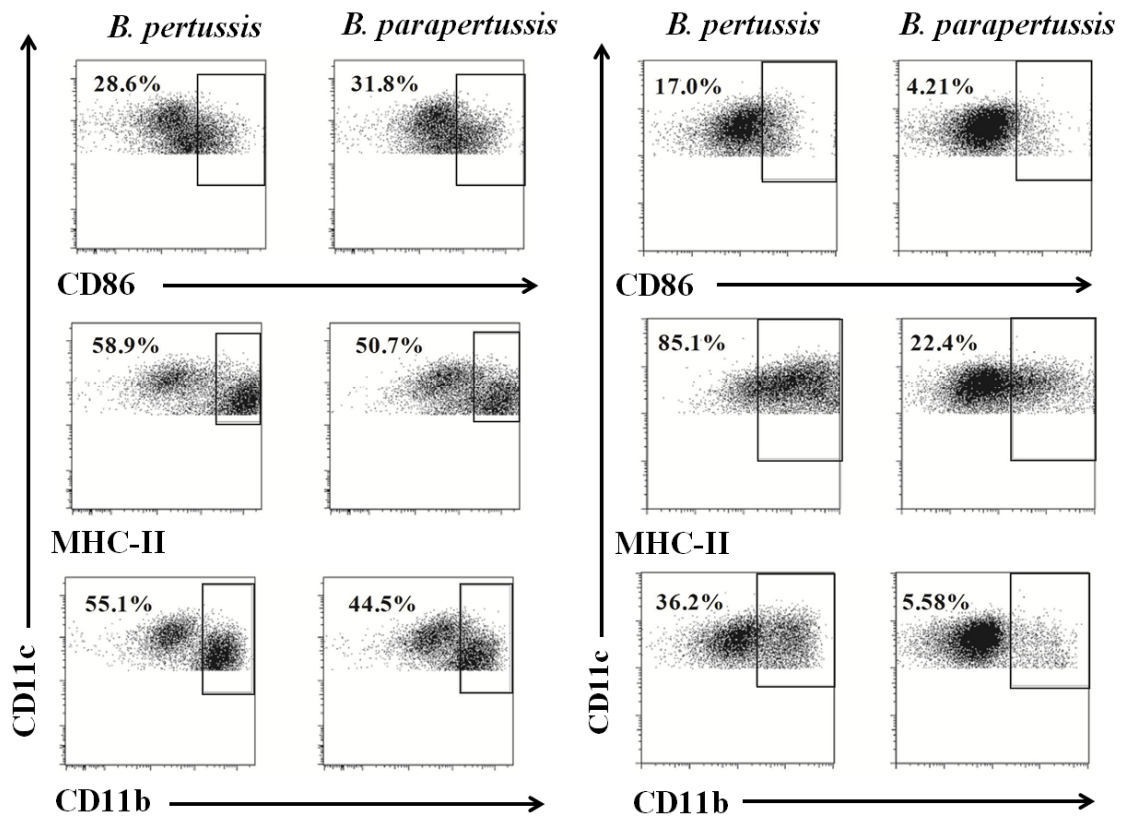 B. pertussis B. parapertussis B. pertussis B. parapertussis
28.6% 31.8% 17.0% 4.21%
CD86 CD86
58.9% 50.7% 85.1% 22.4%
MHC-II MHC-II
55.1% 44.5% 36.2% 5.58%
CD11c CD11c
CD11b CD11b